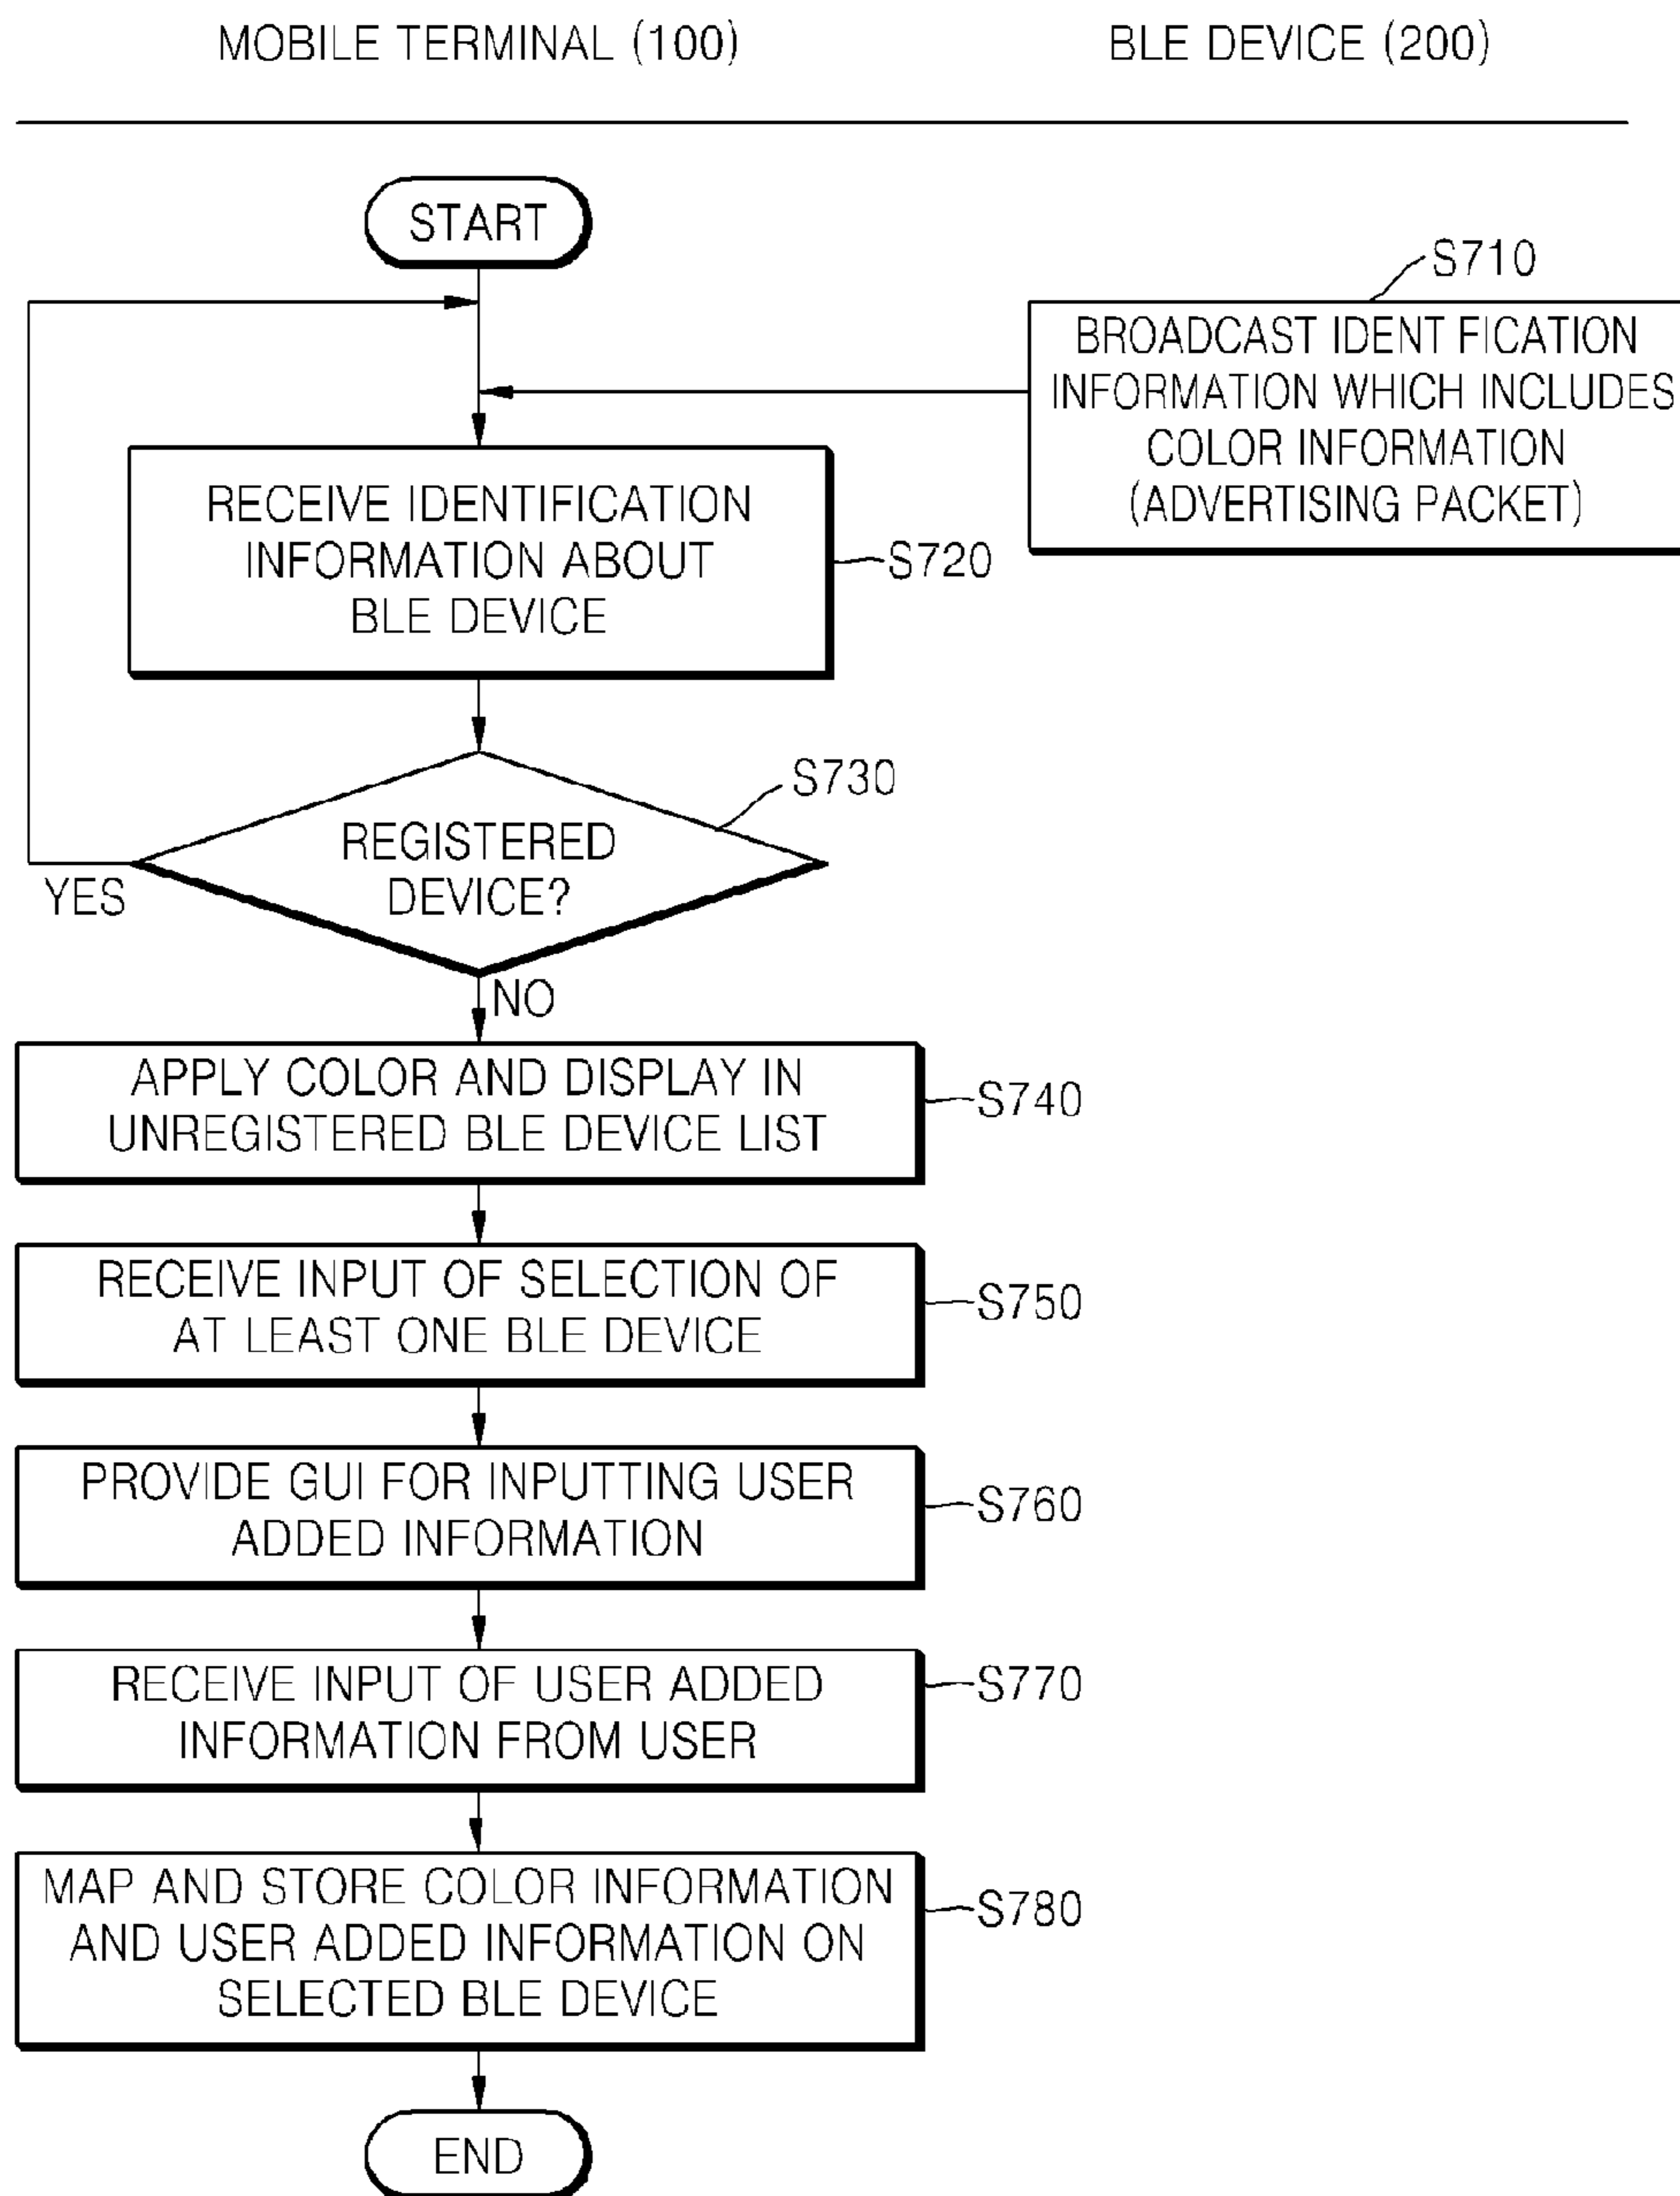 MOBILE TERMINAL (100)
BLE DEVICE (200)
START
S710
BROADCAST IDENT FICATION
INFORMATION WHICH INCLUDES
COLOR INFORMATION
(ADVERTISING PACKET)
RECEIVE IDENTIFICATION
INFORMATION ABOUT
BLE DEVICE
S720
S730
REGISTERED
DEVICE?
YES
NO
APPLY COLOR AND DISPLAY IN
UNREGISTERED BLE DEVICE LIST
S740
RECEIVE INPUT OF SELECTION OF
AT LEAST ONE BLE DEVICE
S750
PROVIDE GUI FOR INPUTTING USER
ADDED INFORMATION
S760
RECEIVE INPUT OF USER ADDED
INFORMATION FROM USER
S770
MAP AND STORE COLOR INFORMATION
AND USER ADDED INFORMATION ON
SELECTED BLE DEVICE
S780
END